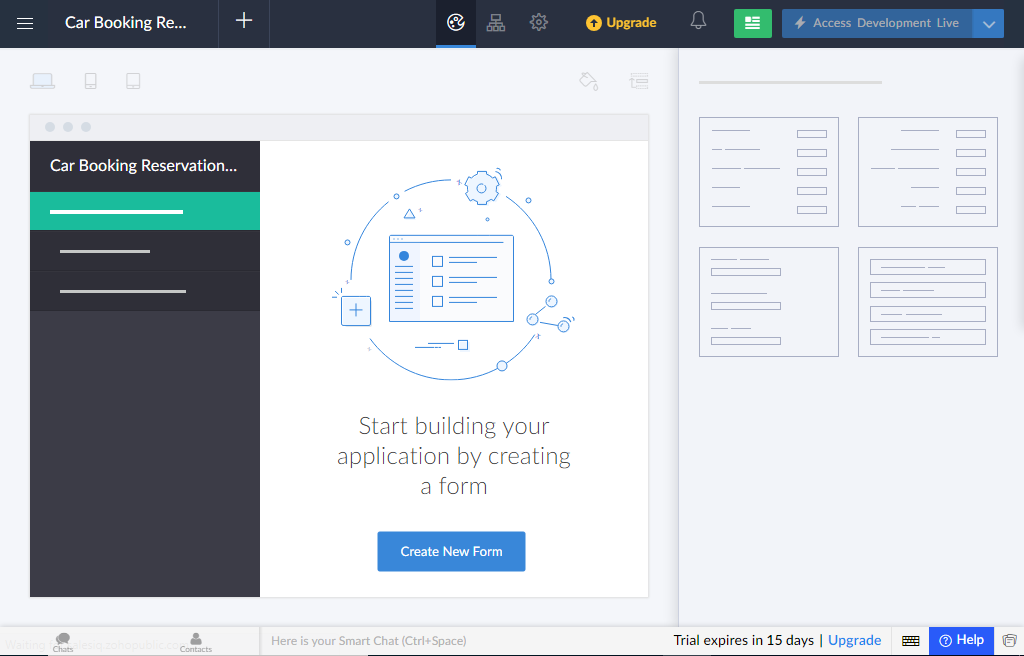 Car Booking Re...
Upgrade
Access Development Live
Car Booking Reservation...
Start building your
application by creating
a form
Create New Form
Chats
Contacts
Here is your Smart Chat (Ctrl+Space)
Trial expires in 15 days | Upgrade
Help